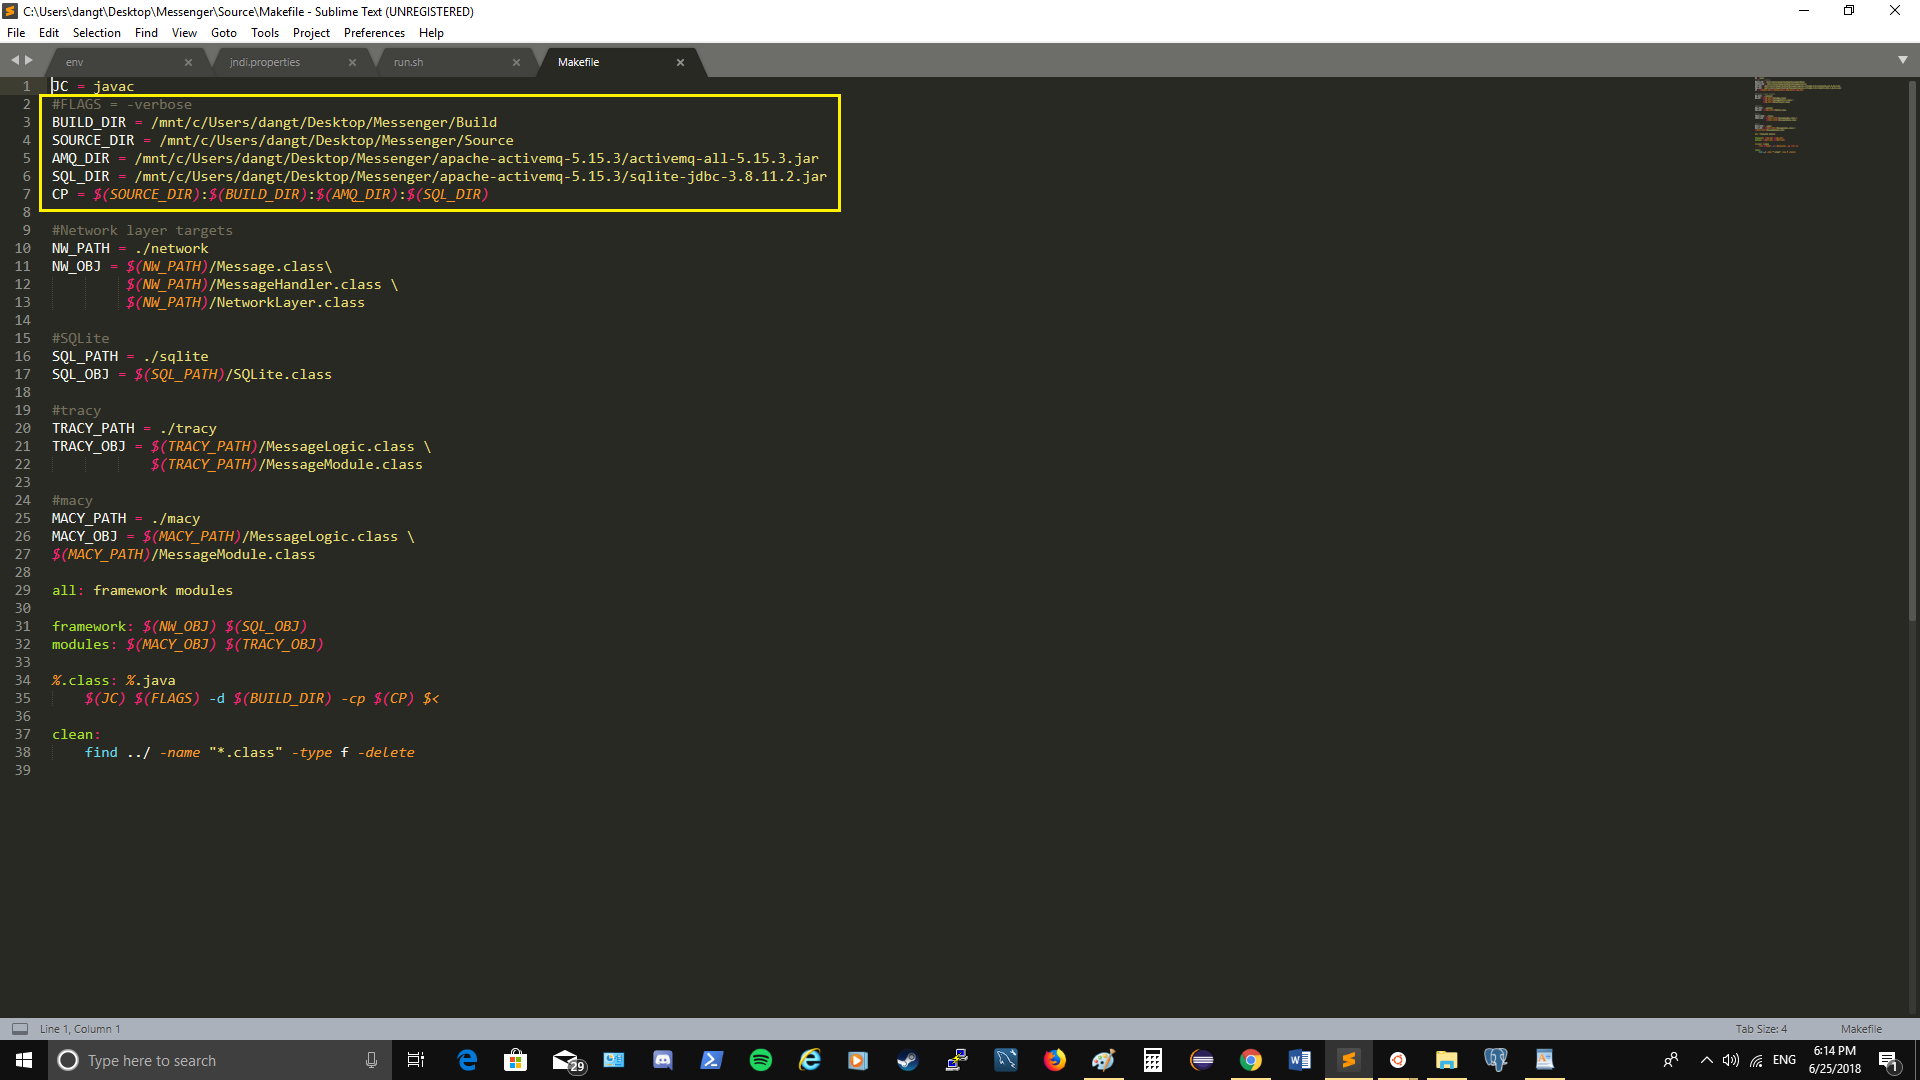 C:\Users\dangt\Desktop\Messenger\Source\Makefile - Sublime Text (UNREGISTERED)
File Edit Selection Find View Goto Tools Project Preferences Help
env jndi.properties run.sh Makefile
1 JC = javac
2 #FLAGS = -verbose
3 BUILD_DIR = /mnt/c/Users/dangt/Desktop/Messenger/Build
4 SOURCE_DIR = /mnt/c/Users/dangt/Desktop/Messenger/Source
5 AMQ_DIR = /mnt/c/Users/dangt/Desktop/Messenger/apache-activemq-5.15.3/activemq-all-5.15.3.jar
6 SQL_DIR = /mnt/c/Users/dangt/Desktop/Messenger/apache-activemq-5.15.3/sqlite-jdbc-3.8.11.2.jar
7 CP = $(SOURCE_DIR):$(BUILD_DIR):$(AMQ_DIR):$(SQL_DIR)
8
9 #Network layer targets
10 NW_PATH = ./network
11 NW_OBJ = $(NW_PATH)/Message.class\
12 $(NW_PATH)/MessageHandler.class \
13 $(NW_PATH)/NetworkLayer.class
14
15 #SQLite
16 SQL_PATH = ./sqlite
17 SQL_OBJ = $(SQL_PATH)/SQLite.class
18
19 #tracy
20 TRACY_PATH = ./tracy
21 TRACY_OBJ = $(TRACY_PATH)/MessageLogic.class \
22 $(TRACY_PATH)/MessageModule.class
23
24 #macy
25 MACY_PATH = ./macy
26 MACY_OBJ = $(MACY_PATH)/MessageLogic.class \
27 $(MACY_PATH)/MessageModule.class
28
29 all: framework modules
30
31 framework: $(NW_OBJ) $(SQL_OBJ)
32 modules: $(MACY_OBJ) $(TRACY_OBJ)
33
34 %.class: %.java
35 $(JC) $(FLAGS) -d $(BUILD_DIR) -cp $(CP) $<
36
37 clean:
38 find ../ -name "*.class" -type f -delete
39
Line 1, Column 1 Tab Size: 4 Makefile
Type here to search 29 ENG 6:14 PM 1
6/25/2018